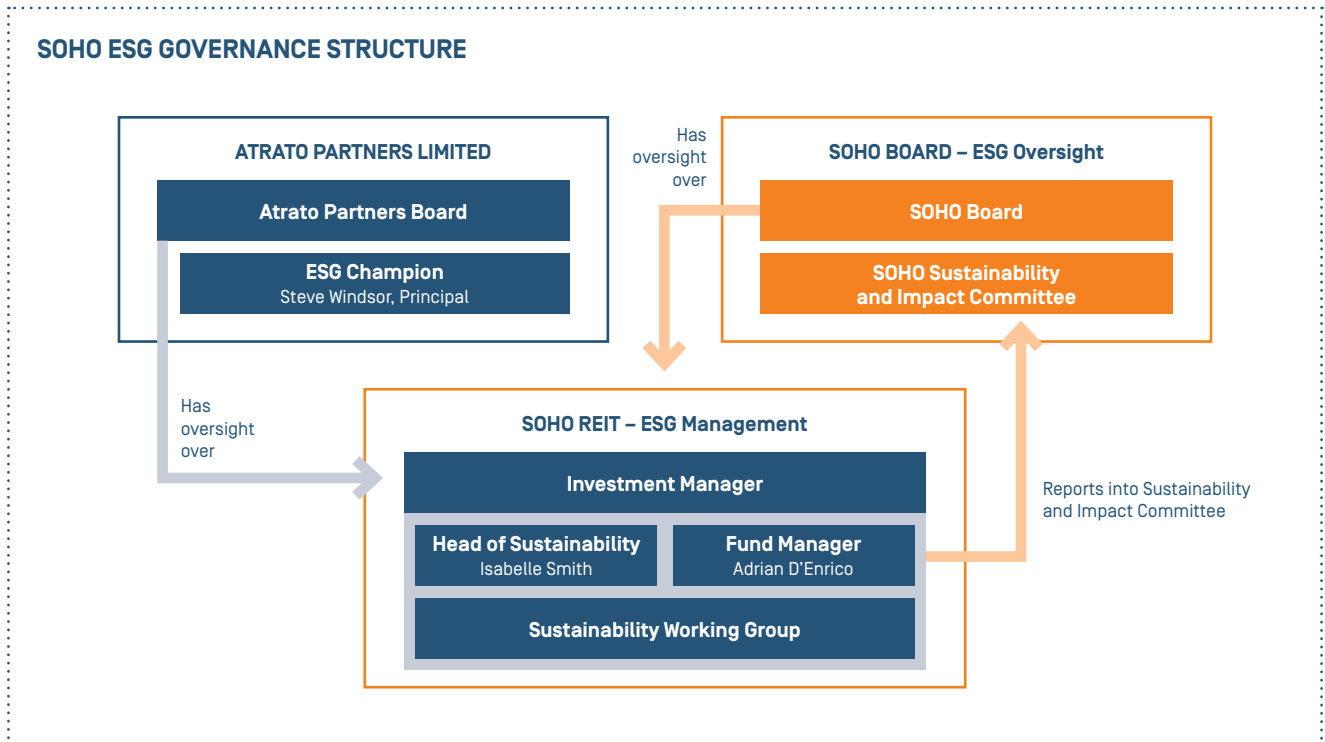 SOHO ESG GOVERNANCE STRUCTURE
ATRATO PARTNERS LIMITED
Atrato Partners Board
ESG Champion
Steve Windsor, Principal
Has
oversight
over
SOHO BOARD – ESG Oversight
SOHO Board
SOHO Sustainability
and Impact Committee
Has
oversight
over
SOHO REIT – ESG Management
Investment Manager
Head of Sustainability
Isabelle Smith
Fund Manager
Adrian D’Enrico
Sustainability Working Group
Reports into Sustainability
and Impact Committee